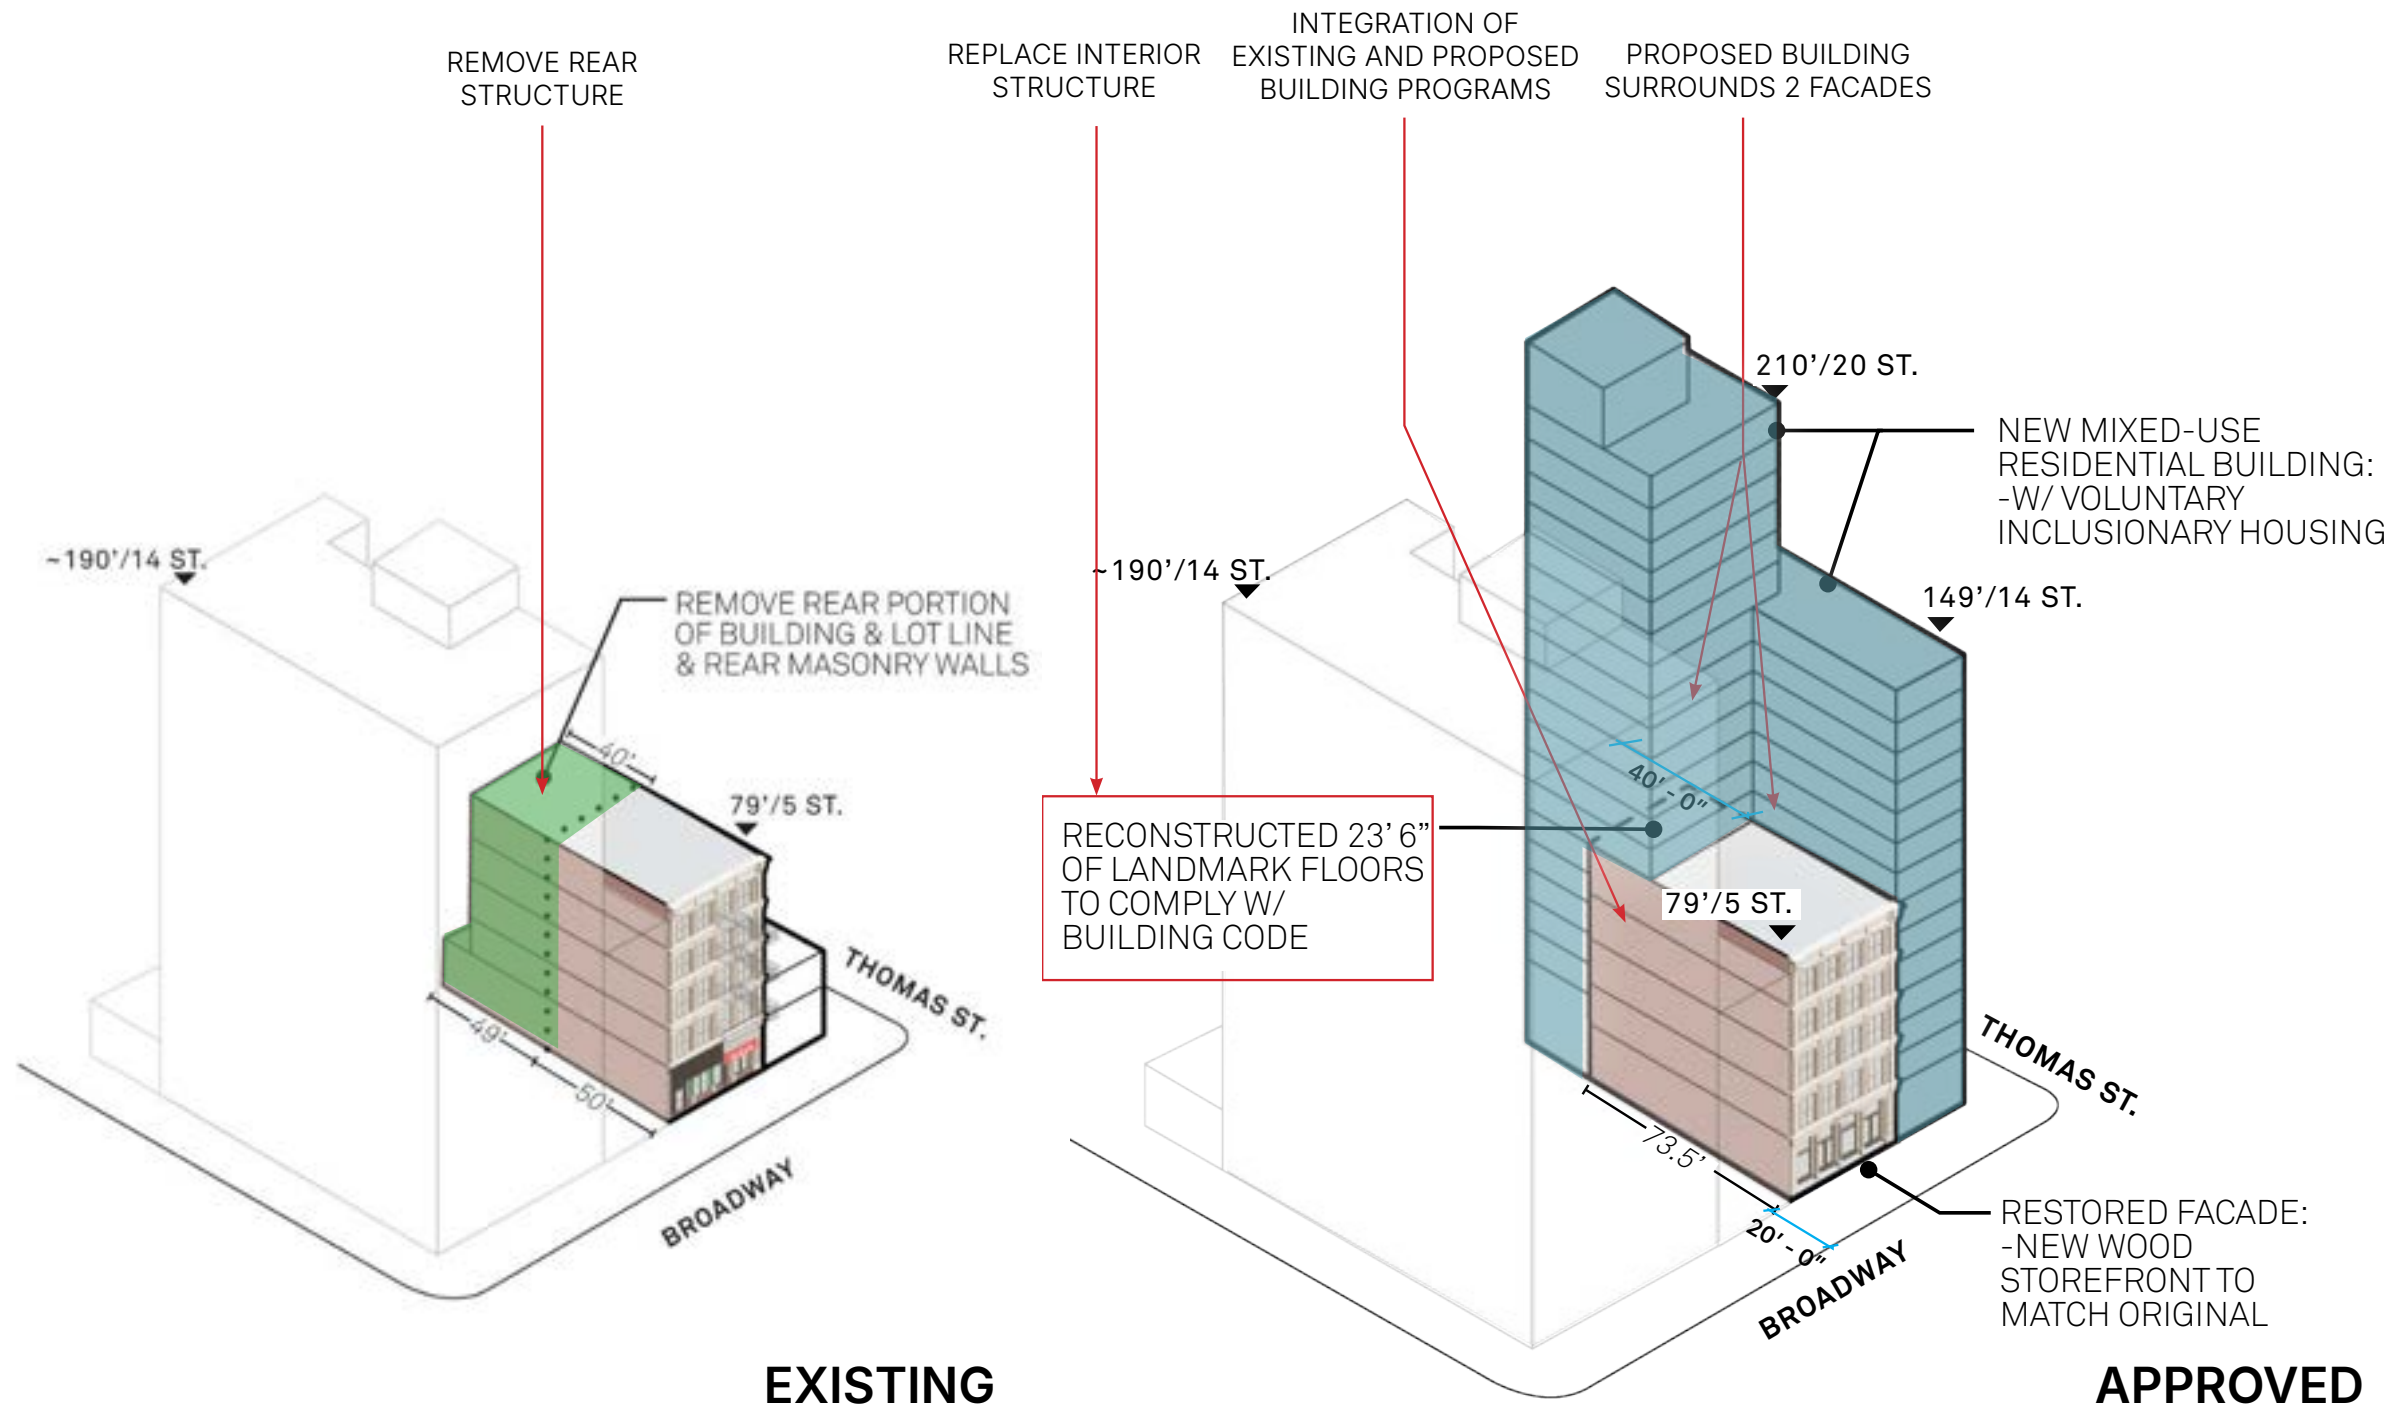 REMOVE REAR
STRUCTURE
REPLACE INTERIOR
STRUCTURE
INTEGRATION OF
EXISTING AND PROPOSED
BUILDING PROGRAMS
PROPOSED BUILDING
SURROUNDS 2 FACADES
~190'/14 ST.
REMOVE REAR PORTION
OF BUILDING & LOT LINE
& REAR MASONRY WALLS
40'
79'/5 ST.
49'
50'
THOMAS ST.
BROADWAY
EXISTING
210'/20 ST.
NEW MIXED-USE
RESIDENTIAL BUILDING:
-W/ VOLUNTARY
INCLUSIONARY HOUSING
~190'/14 ST.
149'/14 ST.
40' - 0"
RECONSTRUCTED 23' 6"
OF LANDMARK FLOORS
TO COMPLY W/
BUILDING CODE
79'/5 ST.
73.5'
20' - 0"
THOMAS ST.
BROADWAY
RESTORED FACADE:
-NEW WOOD
STOREFRONT TO
MATCH ORIGINAL
APPROVED